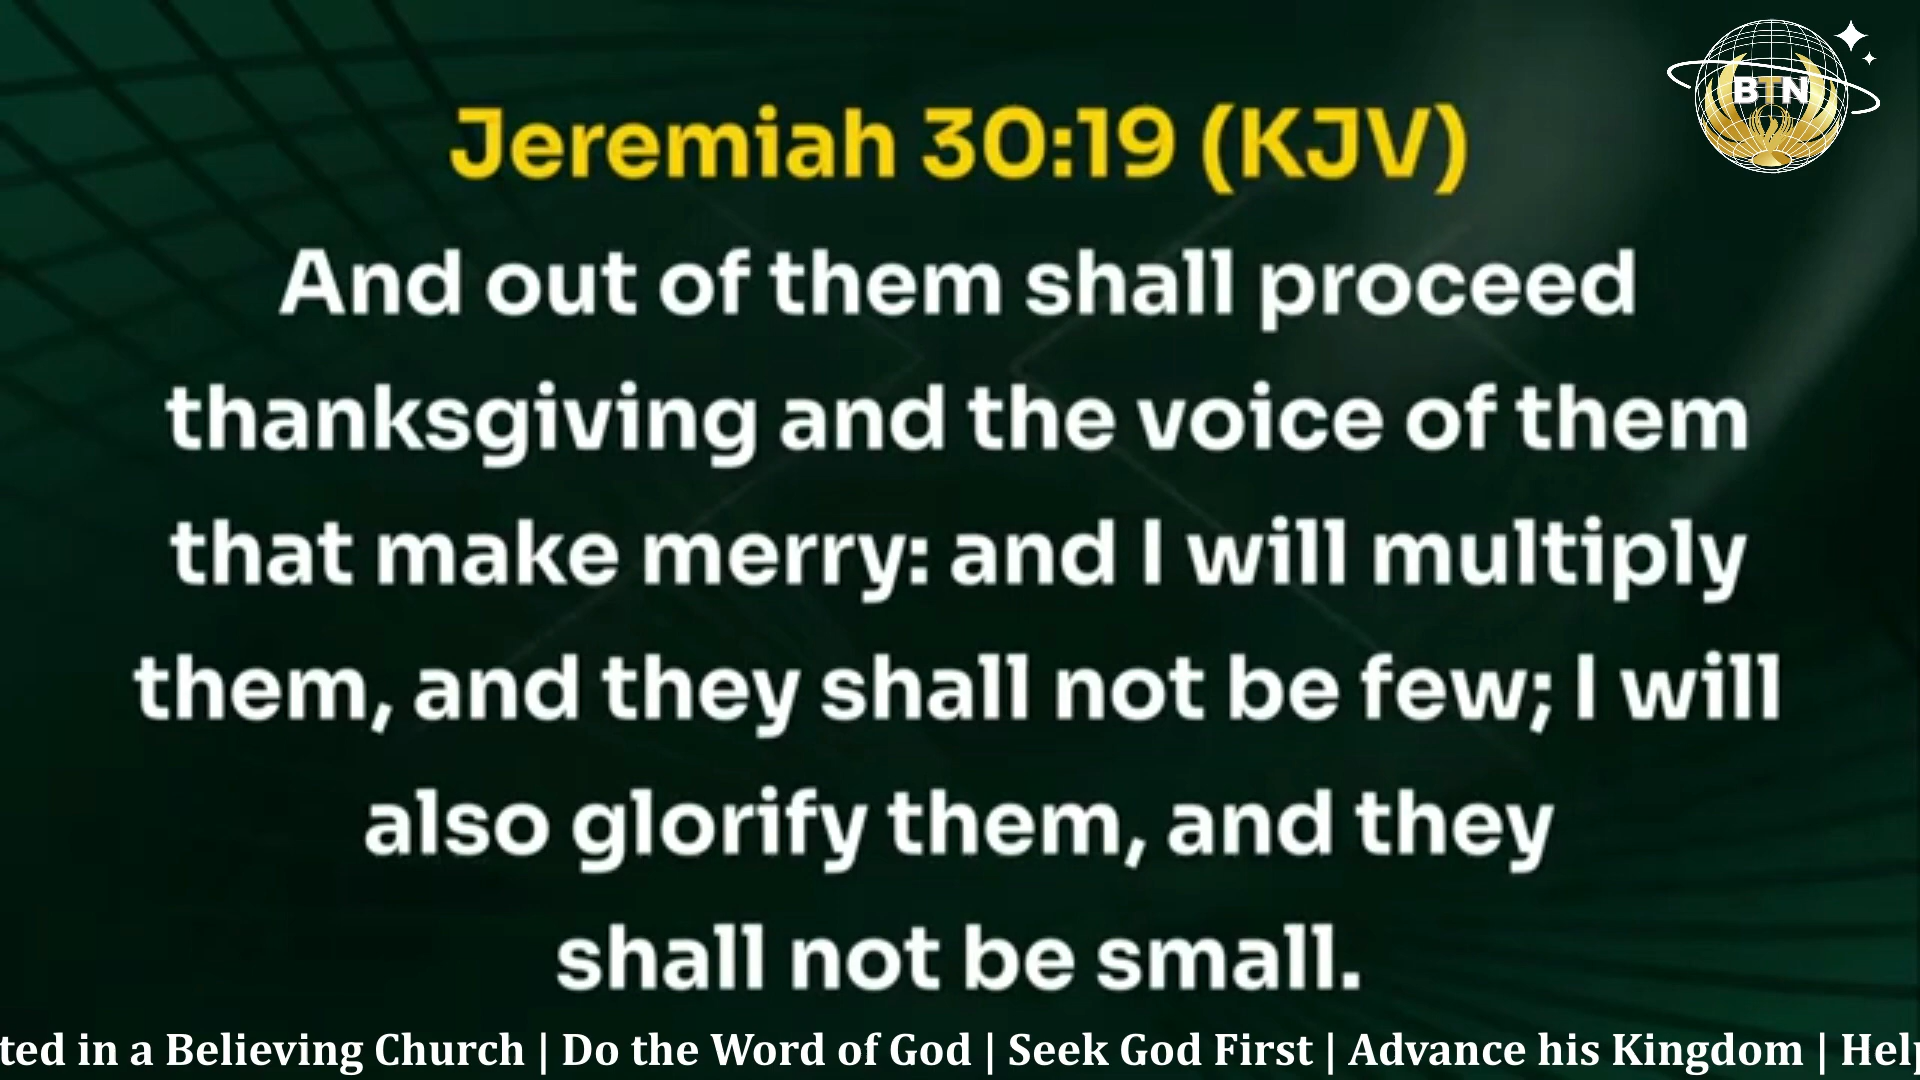 BTN
Jeremiah 30:19 (KJV)
And out of them shall proceed
thanksgiving and the voice of them
that make merry: and I will multiply
them, and they shall not be few; I will
also glorify them, and they
shall not be small.
ted in a Believing Church | Do the Word of God | Seek God First | Advance his Kingdom | Help